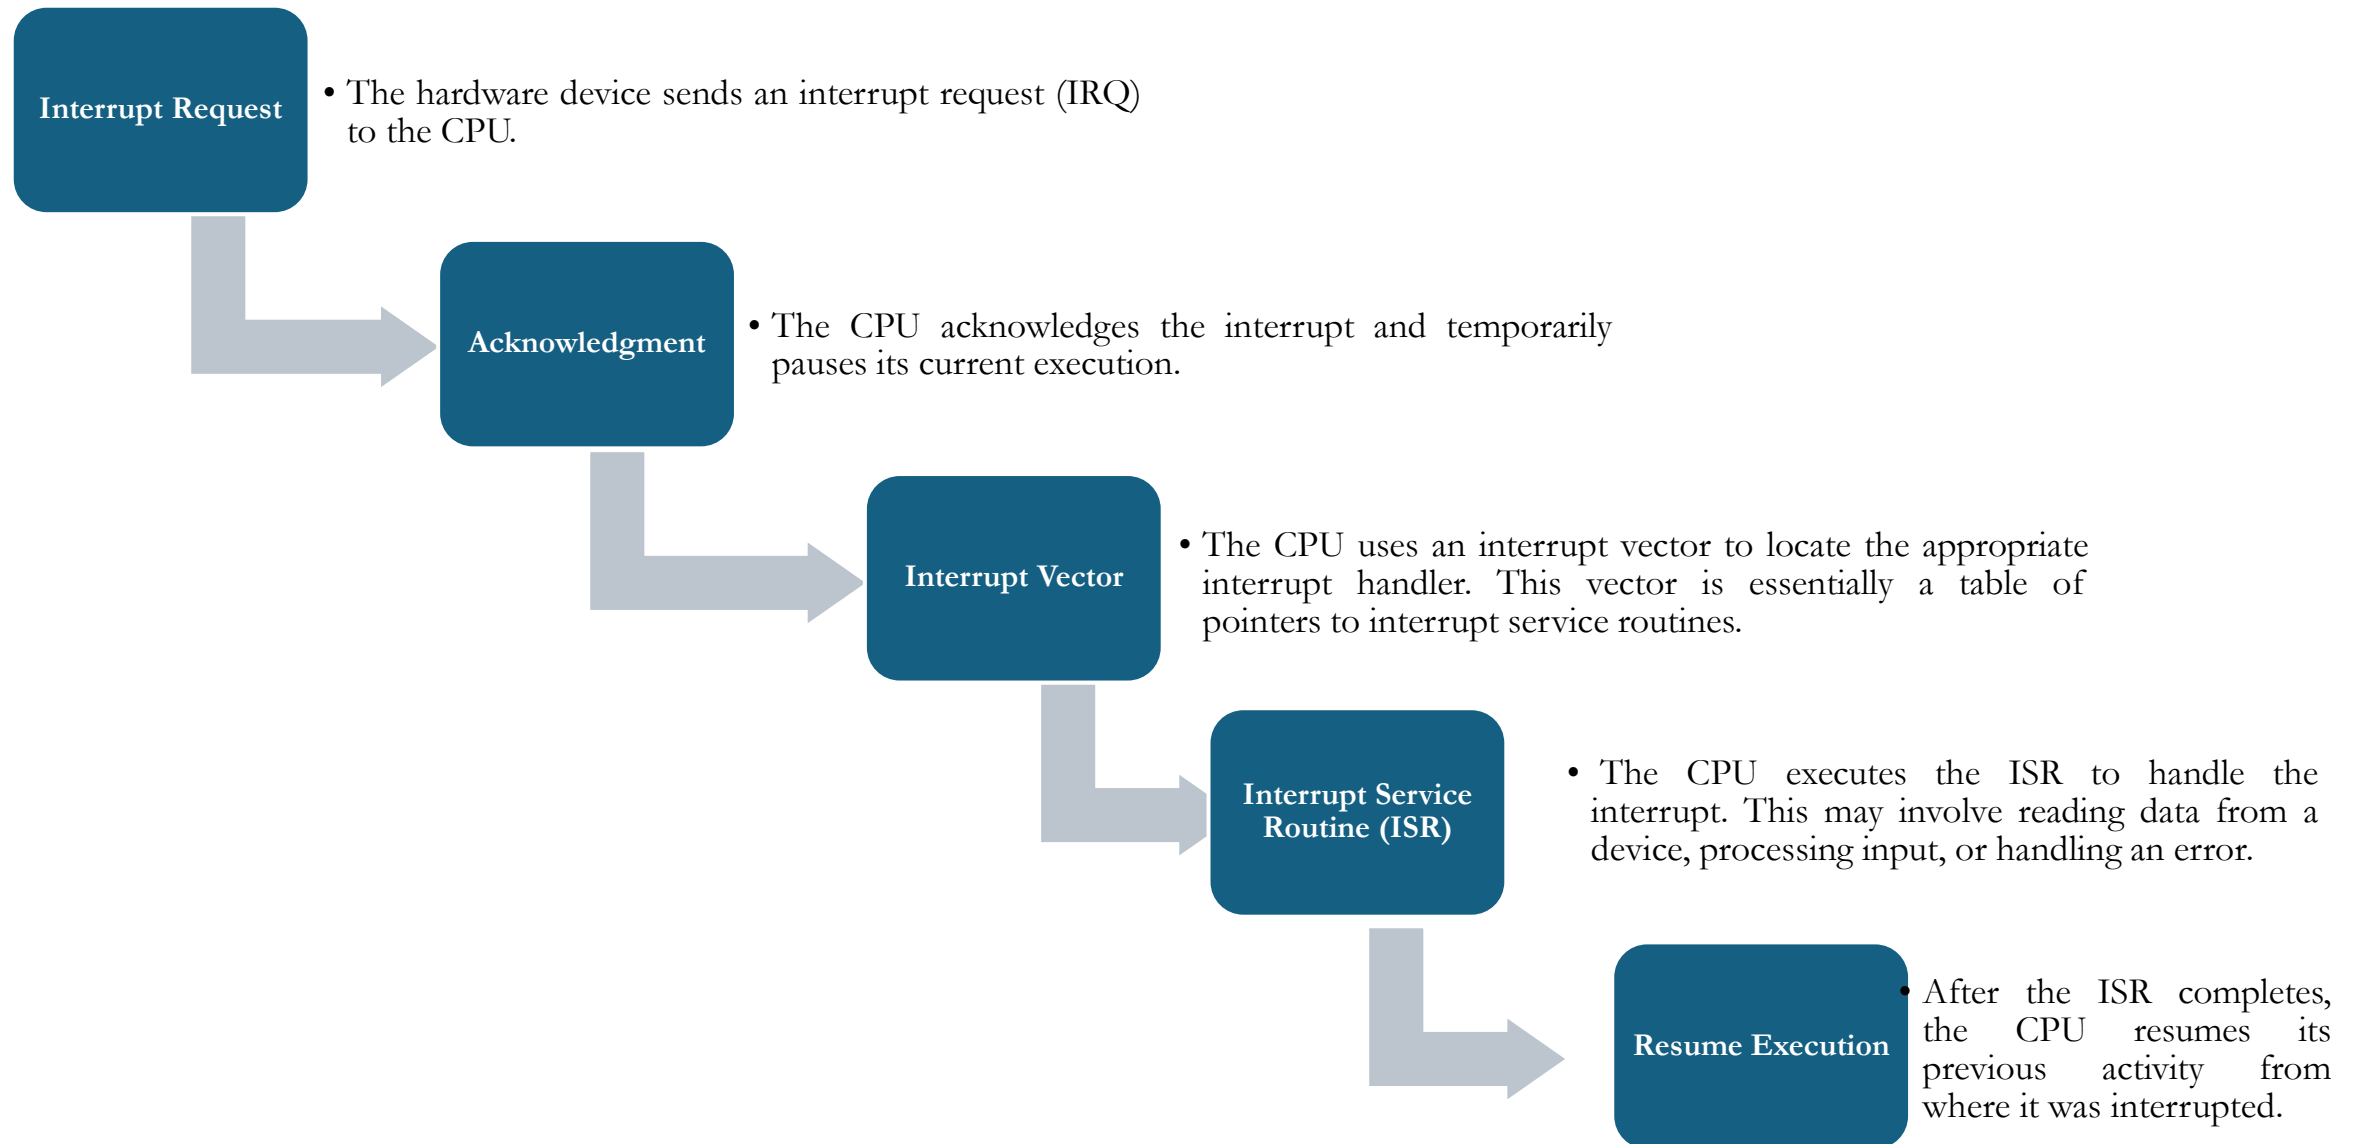 Interrupt Request
• The hardware device sends an interrupt request (IRQ)
to the CPU.
Acknowledgment
• The CPU acknowledges the interrupt and temporarily
pauses its current execution.
Interrupt Vector
• The CPU uses an interrupt vector to locate the appropriate
interrupt handler. This vector is essentially a table of
pointers to interrupt service routines.
Interrupt Service
Routine (ISR)
• The CPU executes the ISR to handle the
interrupt. This may involve reading data from a
device, processing input, or handling an error.
Resume Execution
• After the ISR completes,
the CPU resumes its
previous activity from
where it was interrupted.